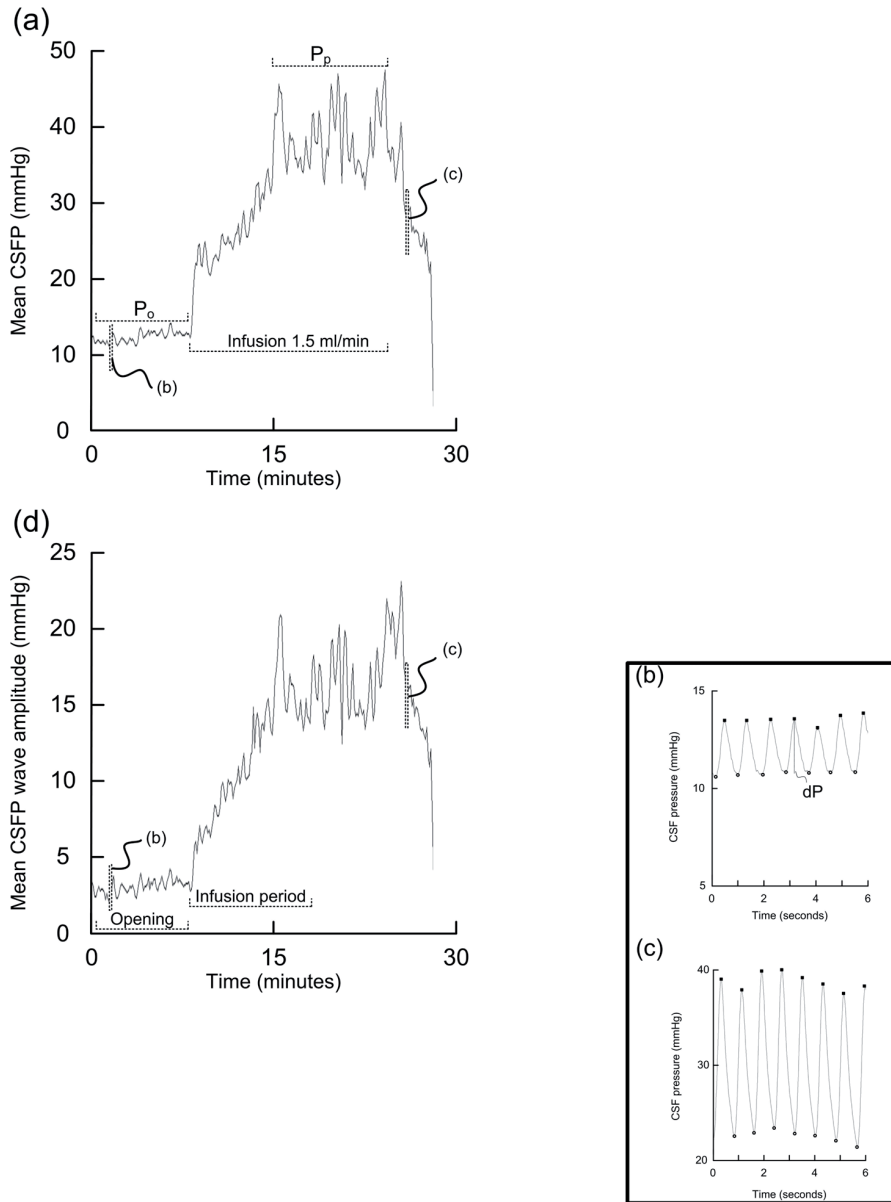 (a)
Mean CSFP (mmHg)
50
40
30
20
10
0
Pp
(c)
Po
Infusion 1.5 ml/min
(b)
0
15
30
Time (minutes)
(d)
Mean CSFP wave amplitude (mmHg)
25
20
15
10
5
0
(c)
(b)
Infusion period
Opening
0
15
30
Time (minutes)
(b)
CSF pressure (mmHg)
15
10
5
dP
0
2
4
6
Time (seconds)
(c)
CSF pressure (mmHg)
40
30
20
0
2
4
6
Time (seconds)